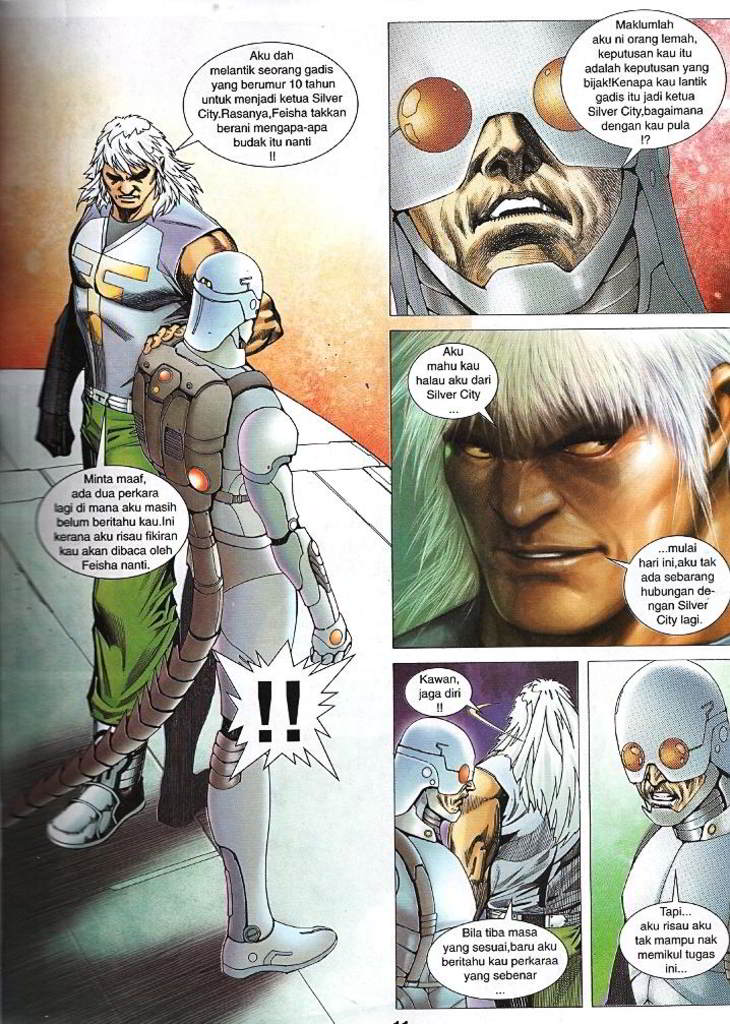 Aku dah
melantik seorang gadis
yang berumur 10 tahun
untuk menjadi ketua Silver
City.Rasanya,Feisha takkan
berani mengapa-apa
budak itu nanti
!!
Minta maaf,
ada dua perkara
lagi di mana aku masih
belum beritahu kau.Ini
kerana aku risau fikiran
kau akan dibaca oleh
Feisha nanti.
!!
Maklumlah
aku ni orang lemah,
keputusan kau itu
adalah keputusan yang
bijak!Kenapa kau lantik
gadis itu jadi ketua
Silver City,bagaimana
dengan kau pula
!?
Aku
mahu kau
halau aku dari
Silver City
...
...mulai
hari ini,aku tak
ada sebarang
hubungan de-
ngan Silver
City lagi.
Kawan,
jaga diri
!!
Bila tiba masa
yang sesuai,baru aku
beritahu kau perkaraa
yang sebenar
...
Tapi...
aku risau aku
tak mampu nak
memikul tugas
ini...
11